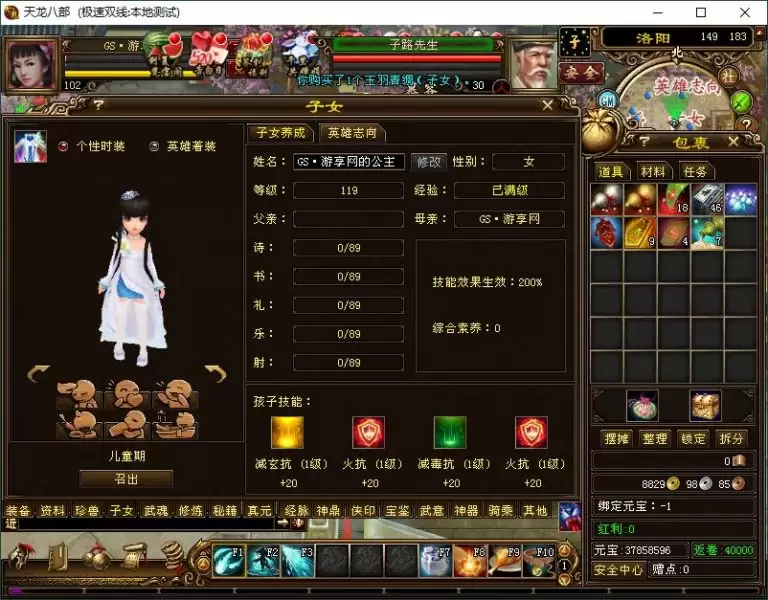 天龙八部 (极速双线:本地测试)
GS·游
102
子路先生
你购买了1个玉羽春绸(子女)。
30
子
安全
洛阳 149 183
北
英雄志向
社
GM
? 子女
个性时装 英雄着装
儿童期
召出
子女养成 英雄志向
姓名: GS·游享网的公主 修改 性别: 女
等级: 119 经验: 已满级
父亲: 母亲: GS·游享网
诗: 0/89
书: 0/89
礼: 0/89
乐: 0/89
射: 0/89
技能效果生效:200%
综合素养:0
孩子技能:
减玄抗 (1级) 火抗 (1级) 减毒抗 (1级) 火抗 (1级)
+20 +20 +20 +20
? 包裹
道具 材料 任务
18 46
9 4 7
摆摊 整理 锁定 拆分
0
8829 98 85
绑定元宝:-1
红利:0
元宝:37858596 返卷:40000
安全中心 赠点:0
装备 资料 珍兽 子女 武魂 修炼 秘籍 真元 经脉 神鼎 侠印 宝鉴 武意 神器 骑乘 其他
近
F1 F2 F3 F7 F8 F9 F10
1